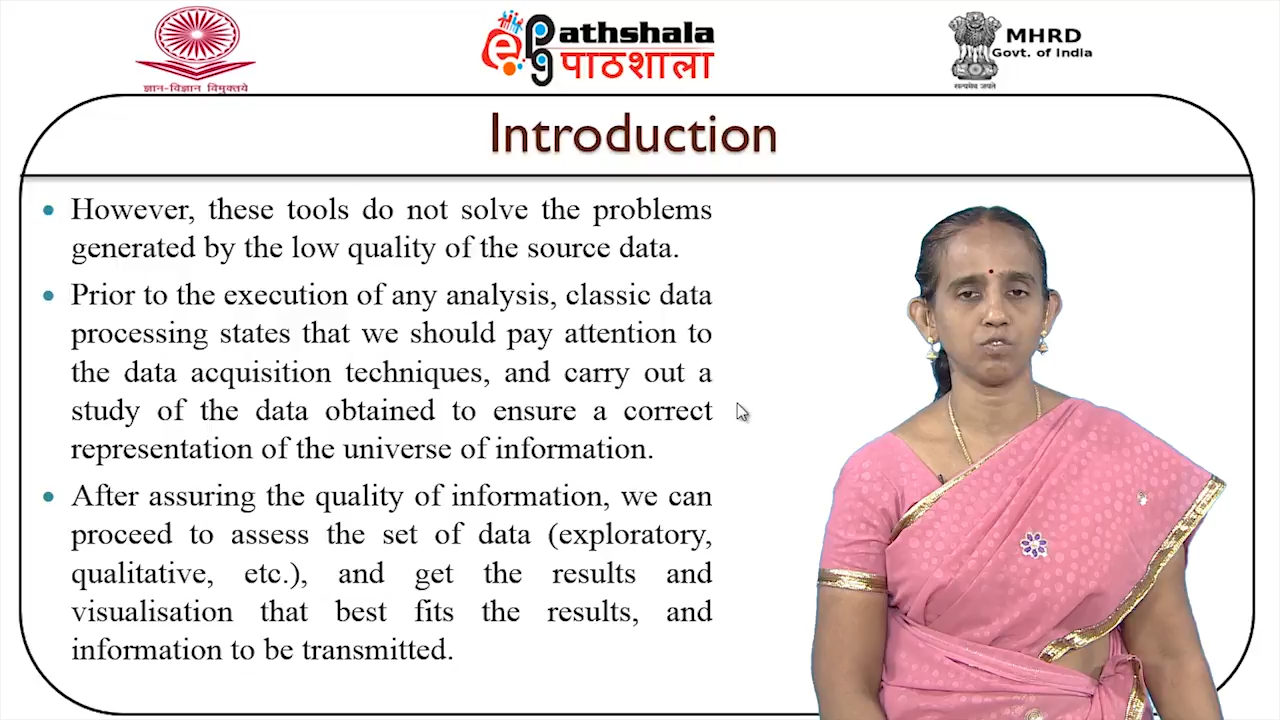 ज्ञान-विज्ञान विमुक्तये
epg Pathshala
पाठशाला
MHRD
Govt. of India
सत्यमेव जयते
Introduction
• However, these tools do not solve the problems
generated by the low quality of the source data.
• Prior to the execution of any analysis, classic data
processing states that we should pay attention to
the data acquisition techniques, and carry out a
study of the data obtained to ensure a correct
representation of the universe of information.
• After assuring the quality of information, we can
proceed to assess the set of data (exploratory,
qualitative, etc.), and get the results and
visualisation that best fits the results, and
information to be transmitted.